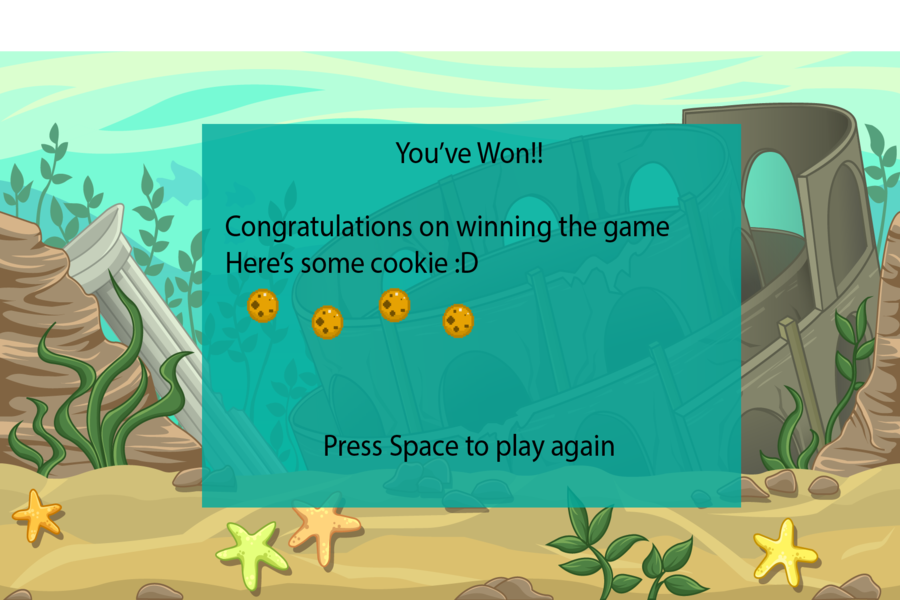 You’ve Won!!
Congratulations on winning the game
Here’s some cookie :D
Press Space to play again